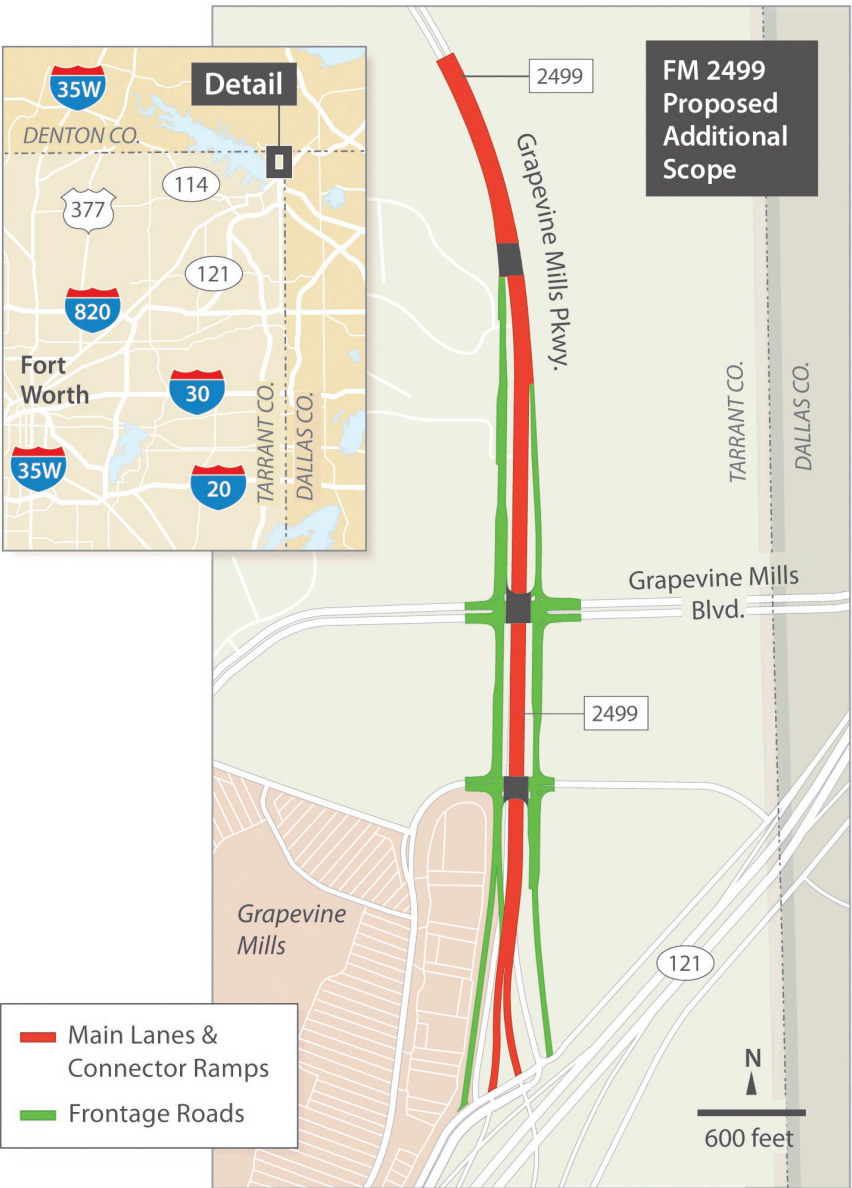 FM 2499
Proposed
Additional
Scope
2499
Grapevine Mills Pkwy.
TARRANT CO.
DALLAS CO.
Grapevine Mills
Blvd.
2499
Grapevine
Mills
121
N
600 feet
Detail
35W
DENTON CO.
114
377
121
820
Fort
Worth
30
35W
20
TARRANT CO.
DALLAS CO.
Main Lanes &
Connector Ramps
Frontage Roads